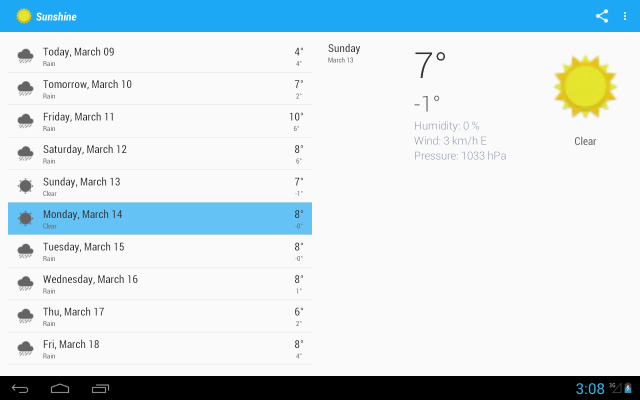 Sunshine
Today, March 09
4°
Rain
4°
Tomorrow, March 10
7°
Rain
2°
Friday, March 11
10°
Rain
6°
Saturday, March 12
8°
Rain
6°
Sunday, March 13
7°
Clear
-1°
Monday, March 14
8°
Clear
-0°
Tuesday, March 15
8°
Rain
-0°
Wednesday, March 16
8°
Rain
1°
Thu, March 17
6°
Rain
2°
Fri, March 18
8°
Rain
4°
Sunday
March 13
7°
-1°
Humidity: 0 %
Wind: 3 km/h E
Pressure: 1033 hPa
Clear
3:08
3G